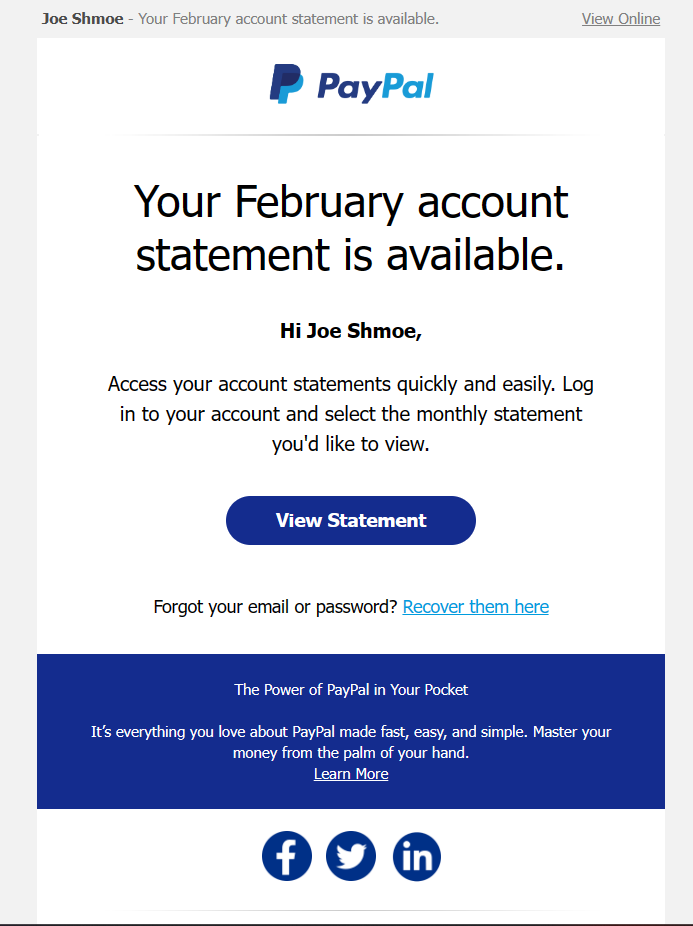 Joe Shmoe - Your February account statement is available. View Online
PayPal
Your February account
statement is available.
Hi Joe Shmoe,
Access your account statements quickly and easily. Log
in to your account and select the monthly statement
you'd like to view.
View Statement
Forgot your email or password? Recover them here
The Power of PayPal in Your Pocket
It’s everything you love about PayPal made fast, easy, and simple. Master your
money from the palm of your hand.
Learn More